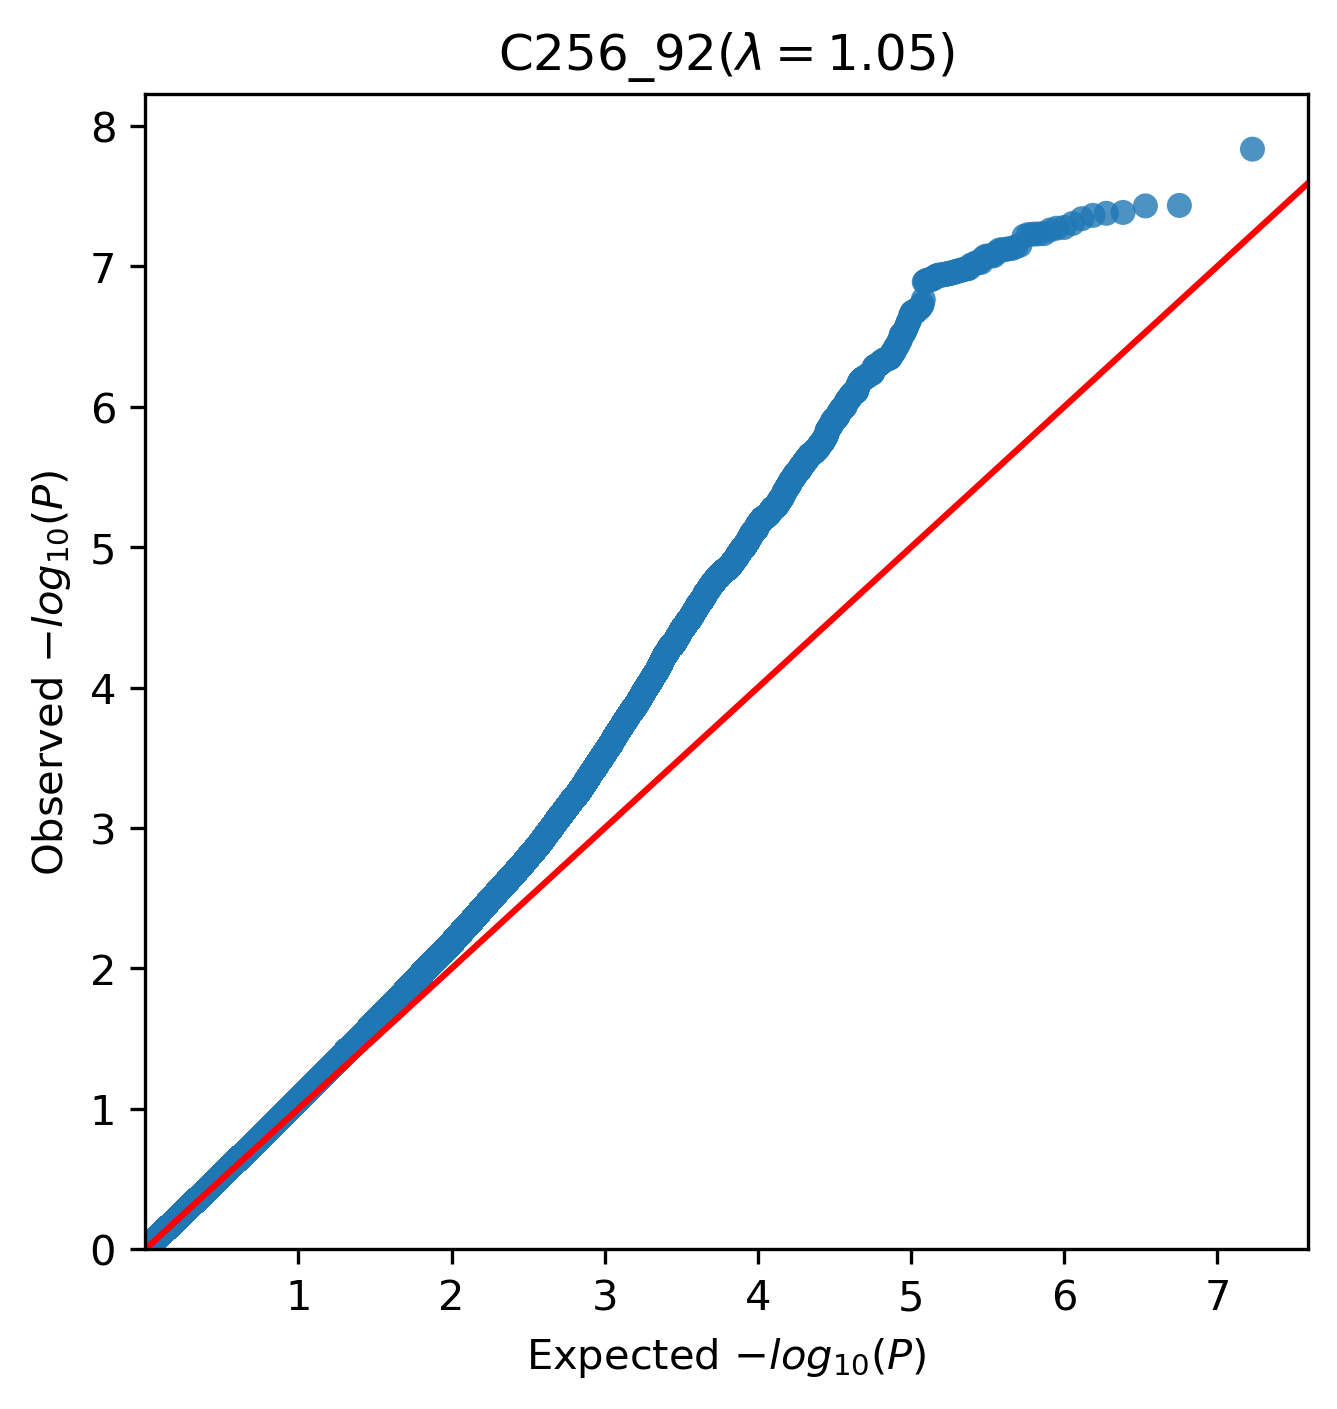 C256_92(λ = 1.05)
8
7
6
5
4
3
2
1
0
Observed −log₁₀(P)
1 2 3 4 5 6 7
Expected −log₁₀(P)